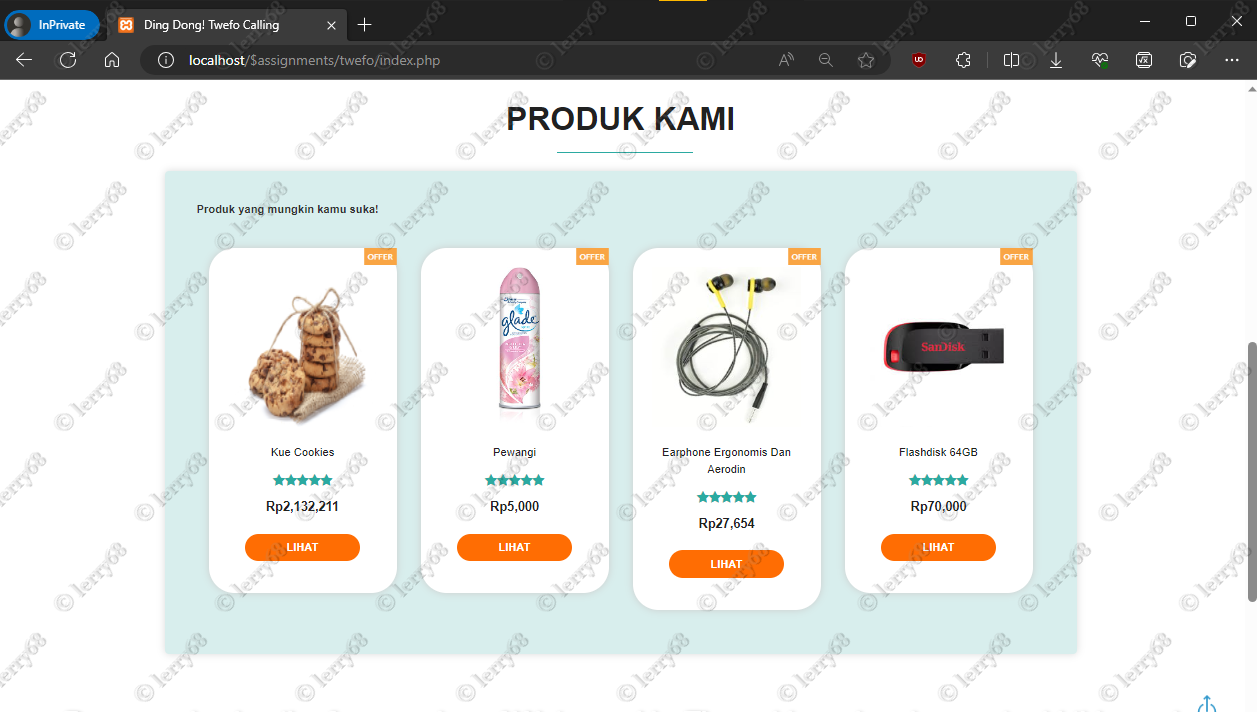 InPrivate
Ding Dong! Twefo Calling
localhost/$assignments/twefo/index.php
PRODUK KAMI
Produk yang mungkin kamu suka!
OFFER
OFFER
OFFER
OFFER
glade
SanDisk
Kue Cookies
Pewangi
Earphone Ergonomis Dan
Aerodin
Flashdisk 64GB
Rp2,132,211
Rp5,000
Rp27,654
Rp70,000
LIHAT
LIHAT
LIHAT
LIHAT
© lerry68